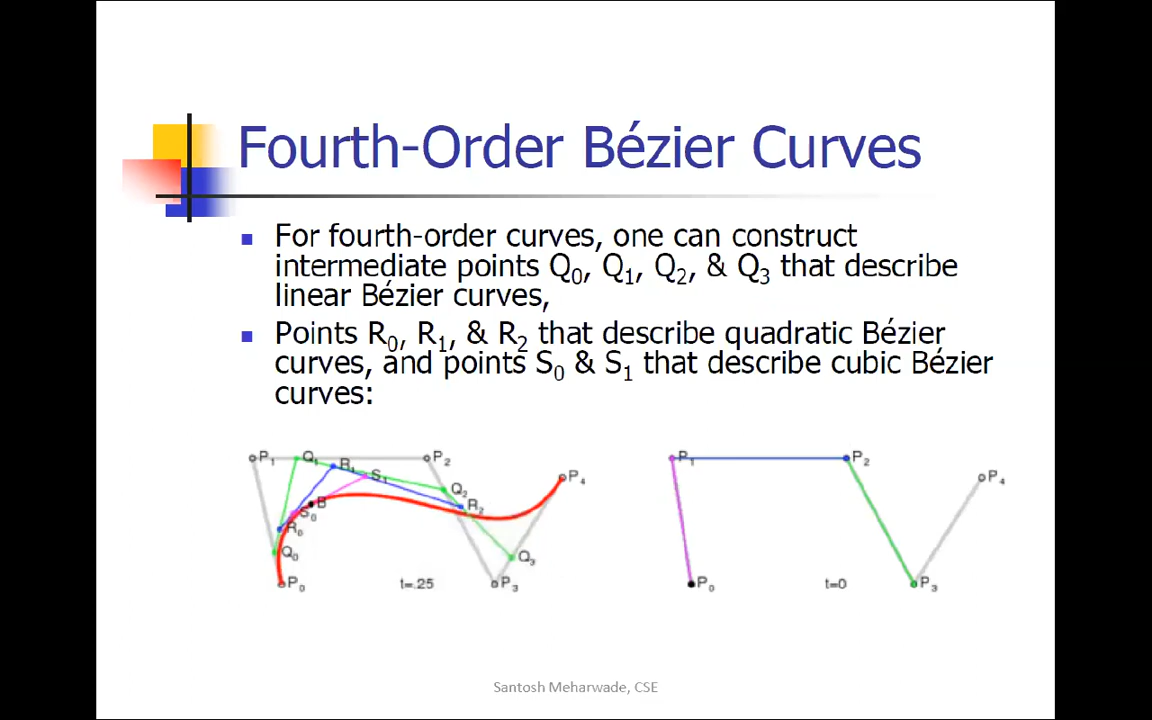 Fourth-Order Bézier Curves
For fourth-order curves, one can construct
intermediate points Q0, Q1, Q2, & Q3 that describe
linear Bézier curves,
Points R0, R1, & R2 that describe quadratic Bézier
curves, and points S0 & S1 that describe cubic Bézier
curves:
P1 Q1 R1 S1 P2 P4
Q2 R2
B S0 R0
Q0 Q3
P0 t=.25 P3
P1 P2 P4
P0 t=0 P3
Santosh Meharwade, CSE